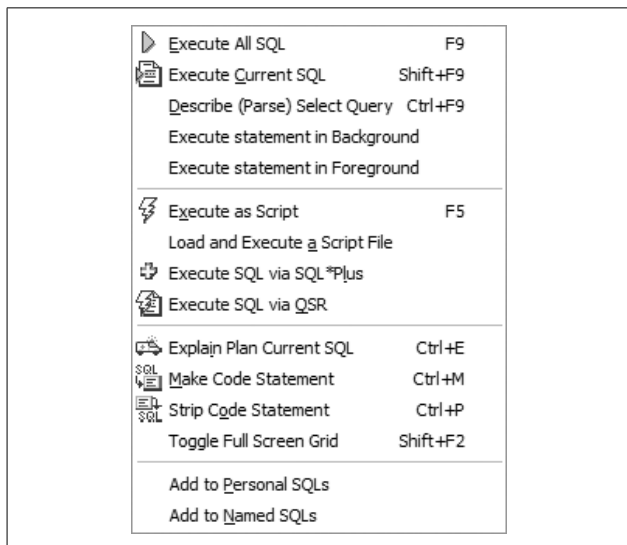 Execute All SQL F9
Execute Current SQL Shift+F9
Describe (Parse) Select Query Ctrl+F9
Execute statement in Background
Execute statement in Foreground
Execute as Script F5
Load and Execute a Script File
Execute SQL via SQL*Plus
Execute SQL via QSR
Explain Plan Current SQL Ctrl+E
SQL Make Code Statement Ctrl+M
SQL Strip Code Statement Ctrl+P
Toggle Full Screen Grid Shift+F2
Add to Personal SQLs
Add to Named SQLs